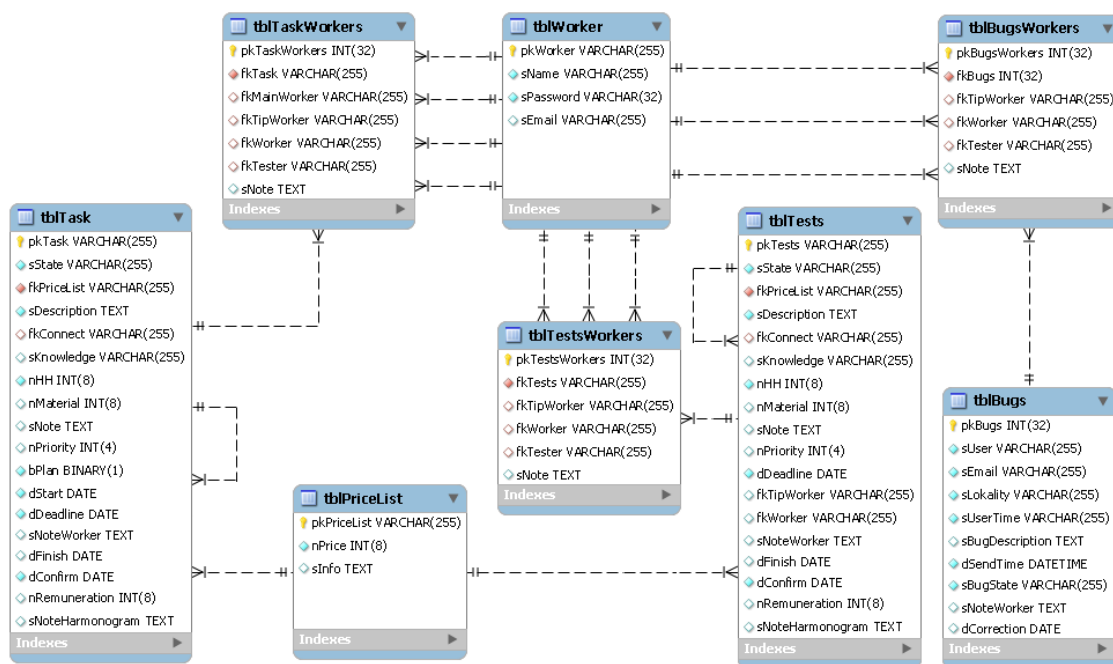 tblTaskWorkers
pkTaskWorkers INT(32)
fkTask VARCHAR(255)
fkMainWorker VARCHAR(255)
fkTipWorker VARCHAR(255)
fkWorker VARCHAR(255)
fkTester VARCHAR(255)
sNote TEXT
Indexes
tblWorker
pkWorker VARCHAR(255)
sName VARCHAR(255)
sPassword VARCHAR(32)
sEmail VARCHAR(255)
Indexes
tblBugsWorkers
pkBugsWorkers INT(32)
fkBugs INT(32)
fkTipWorker VARCHAR(255)
fkWorker VARCHAR(255)
fkTester VARCHAR(255)
sNote TEXT
Indexes
tblTask
pkTask VARCHAR(255)
sState VARCHAR(255)
fkPriceList VARCHAR(255)
sDescription TEXT
fkConnect VARCHAR(255)
sKnowledge VARCHAR(255)
nHH INT(8)
nMaterial INT(8)
sNote TEXT
nPriority INT(4)
bPlan BINARY(1)
dStart DATE
dDeadline DATE
sNoteWorker TEXT
dFinish DATE
dConfirm DATE
nRemuneration INT(8)
sNoteHarmonogram TEXT
Indexes
tblTests
pkTests VARCHAR(255)
sState VARCHAR(255)
fkPriceList VARCHAR(255)
sDescription TEXT
fkConnect VARCHAR(255)
sKnowledge VARCHAR(255)
nHH INT(8)
nMaterial INT(8)
sNote TEXT
nPriority INT(4)
dDeadline DATE
fkTipWorker VARCHAR(255)
fkWorker VARCHAR(255)
sNoteWorker TEXT
dFinish DATE
dConfirm DATE
nRemuneration INT(8)
sNoteHarmonogram TEXT
Indexes
tblTestsWorkers
pkTestsWorkers INT(32)
fkTests VARCHAR(255)
fkTipWorker VARCHAR(255)
fkWorker VARCHAR(255)
fkTester VARCHAR(255)
sNote TEXT
Indexes
tblBugs
pkBugs INT(32)
sUser VARCHAR(255)
sEmail VARCHAR(255)
sLokality VARCHAR(255)
sUserTime VARCHAR(255)
sBugDescription TEXT
dSendTime DATETIME
sBugState VARCHAR(255)
sNoteWorker TEXT
dCorrection DATE
Indexes
tblPriceList
pkPriceList VARCHAR(255)
nPrice INT(8)
sInfo TEXT
Indexes